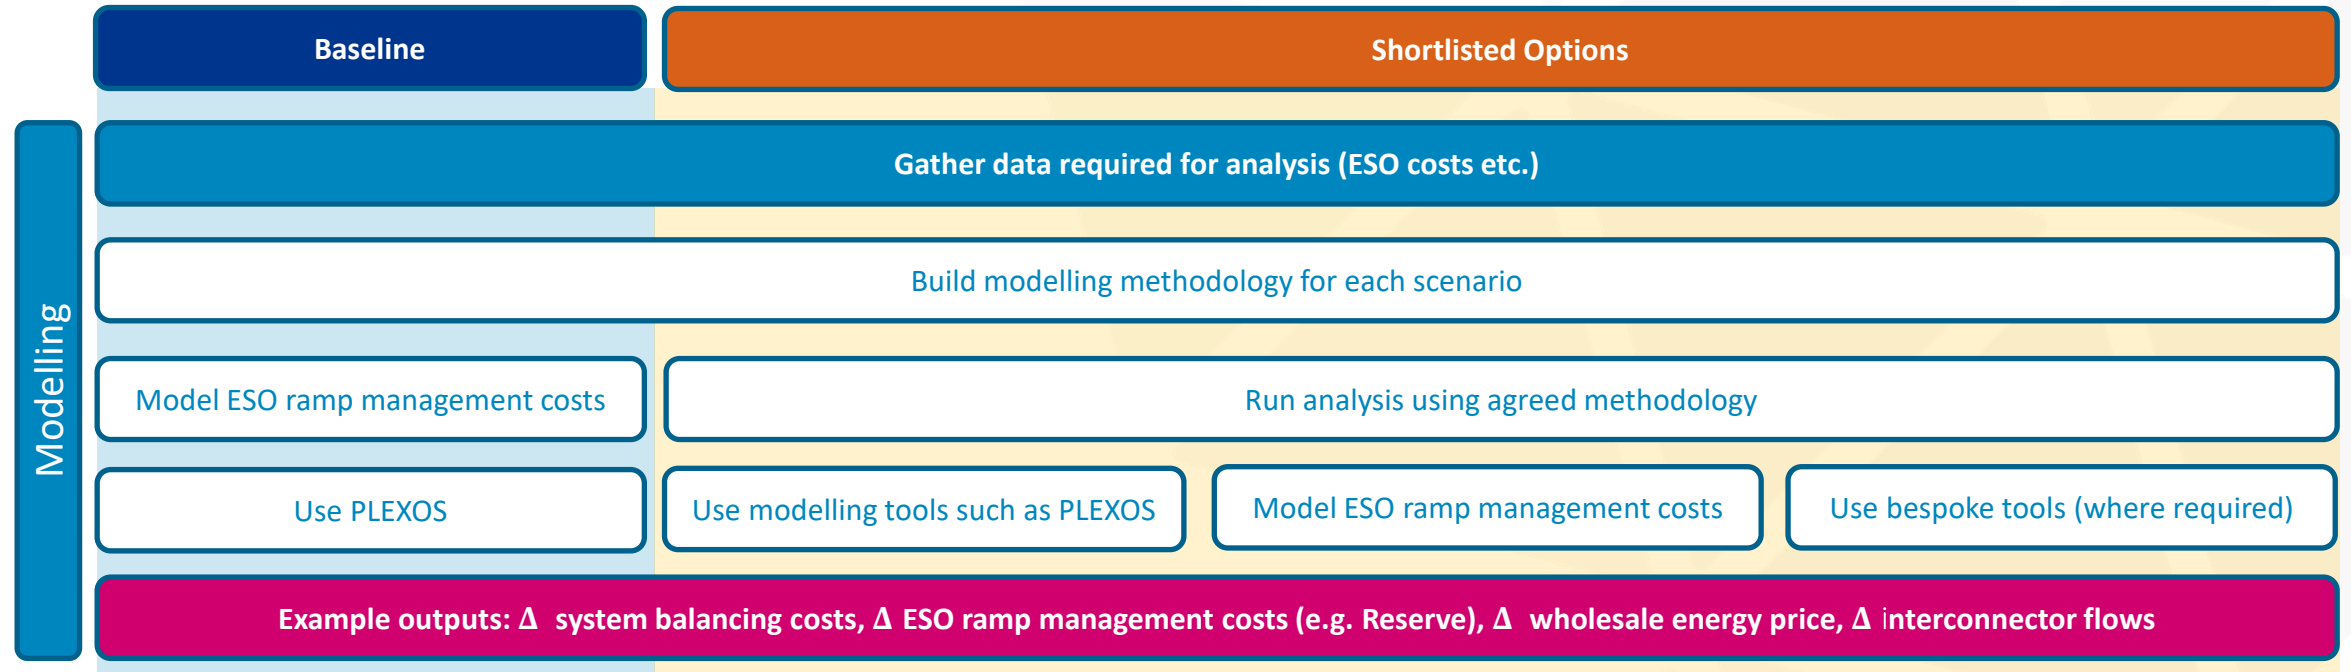 Baseline
Shortlisted Options
Modelling
Gather data required for analysis (ESO costs etc.)
Build modelling methodology for each scenario
Model ESO ramp management costs
Run analysis using agreed methodology
Use PLEXOS
Use modelling tools such as PLEXOS
Model ESO ramp management costs
Use bespoke tools (where required)
Example outputs: Δ system balancing costs, Δ ESO ramp management costs (e.g. Reserve), Δ wholesale energy price, Δ interconnector flows